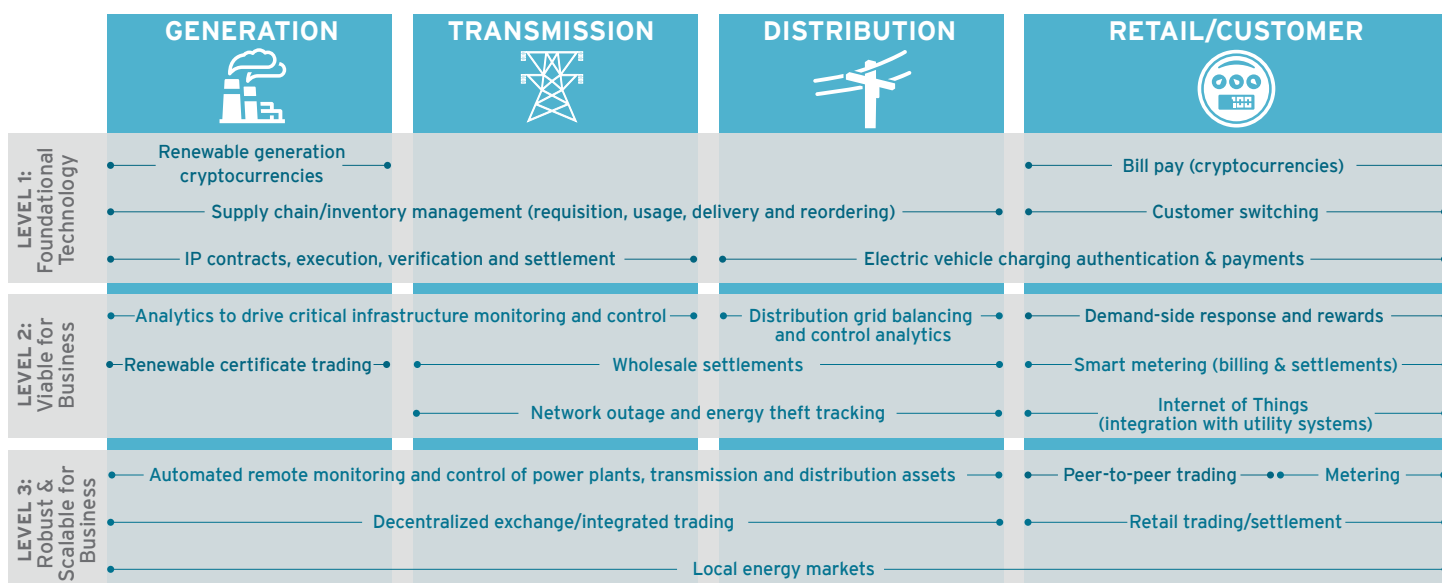 GENERATION
TRANSMISSION
DISTRIBUTION
RETAIL/CUSTOMER
100
LEVEL 1:
Foundational
Technology
Renewable generation
cryptocurrencies
Bill pay (cryptocurrencies)
Supply chain/inventory management (requisition, usage, delivery and reordering)
Customer switching
IP contracts, execution, verification and settlement
Electric vehicle charging authentication & payments
LEVEL 2:
Viable for
Business
Analytics to drive critical infrastructure monitoring and control
Distribution grid balancing
and control analytics
Demand-side response and rewards
Renewable certificate trading
Wholesale settlements
Smart metering (billing & settlements)
Network outage and energy theft tracking
Internet of Things
(integration with utility systems)
LEVEL 3:
Robust &
Scalable for
Business
Automated remote monitoring and control of power plants, transmission and distribution assets
Peer-to-peer trading
Metering
Decentralized exchange/integrated trading
Retail trading/settlement
Local energy markets